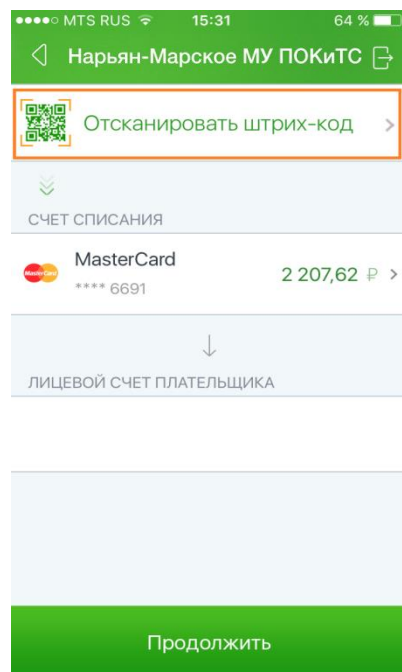 MTS RUS 15:31 64 %
Нарьян-Марское МУ ПОКиТС
Отсканировать штрих-код
СЧЕТ СПИСАНИЯ
MasterCard
MasterCard
**** 6691
2 207,62 ₽
ЛИЦЕВОЙ СЧЕТ ПЛАТЕЛЬЩИКА
Продолжить